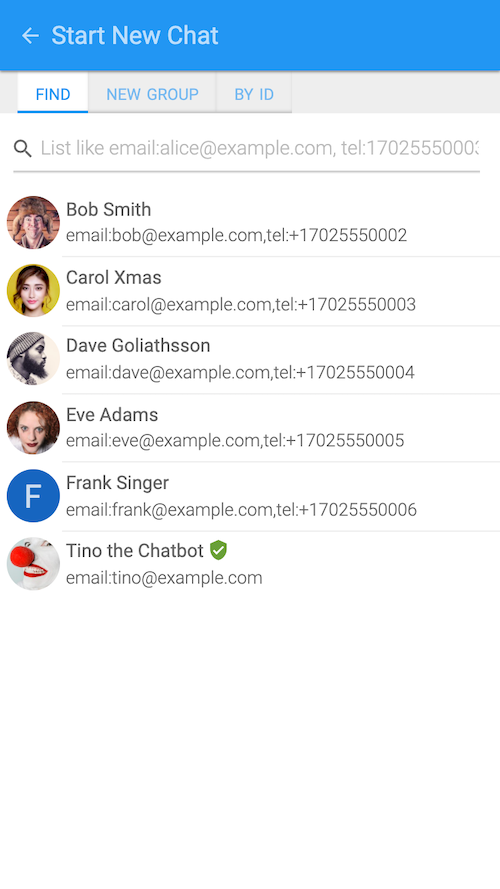 Start New Chat
FIND NEW GROUP BY ID
List like email:alice@example.com, tel:17025550003
Bob Smith
email:bob@example.com,tel:+17025550002
Carol Xmas
email:carol@example.com,tel:+17025550003
Dave Goliathsson
email:dave@example.com,tel:+17025550004
Eve Adams
email:eve@example.com,tel:+17025550005
F
Frank Singer
email:frank@example.com,tel:+17025550006
Tino the Chatbot
email:tino@example.com